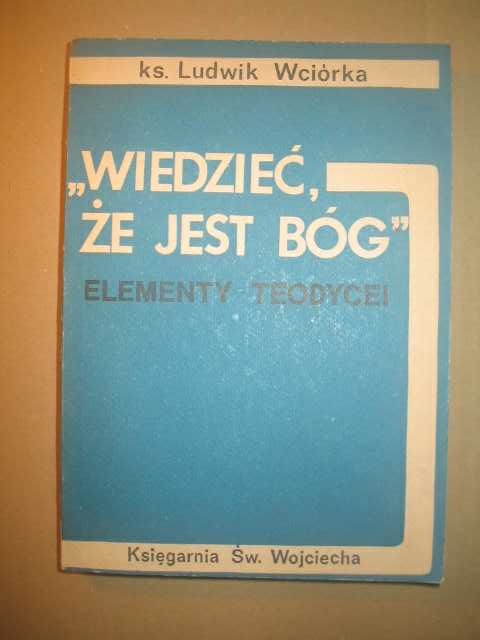 ks. Ludwik Wciórka
„WIEDZIEĆ,
ŻE JEST BÓG”
ELEMENTY TEODYCEI
Księgarnia Św. Wojciecha